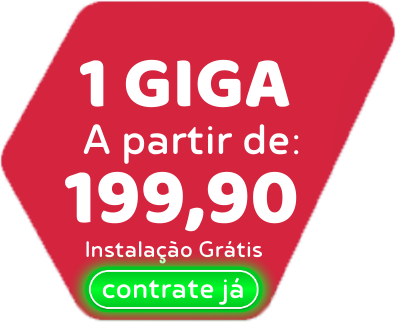 1 GIGA
A partir de:
199,90
Instalação Grátis
contrate já